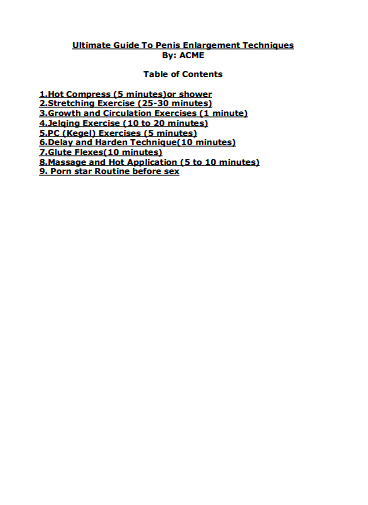 Ultimate Guide To Penis Enlargement Techniques
By: ACME
Table of Contents
1.Hot Compress (5 minutes)or shower
2.Stretching Exercise (25-30 minutes)
3.Growth and Circulation Exercises (1 minute)
4.Jelqing Exercise (10 to 20 minutes)
5.PC (Kegel) Exercises (5 minutes)
6.Delay and Harden Technique(10 minutes)
7.Glute Flexes(10 minutes)
8.Massage and Hot Application (5 to 10 minutes)
9. Porn star Routine before sex